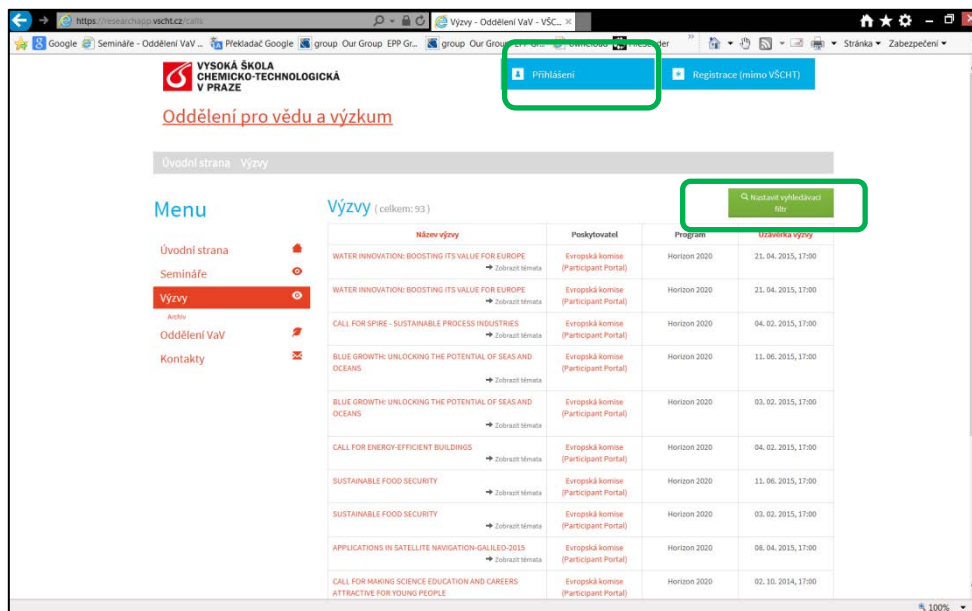 https://researchapp.vscht.cz/calls
Výzvy - Oddělení VaV - VŠC...
Google
Semináře - Oddělení VaV ...
Překladač Google
group Our Group EPP Gr...
Stránka
Zabezpečení
VYSOKÁ ŠKOLA
CHEMICKO-TECHNOLOGICKÁ
V PRAZE
Přihlášení
Registrace (mimo VŠCHT)
Oddělení pro vědu a výzkum
Úvodní strana Výzvy
Menu
Úvodní strana
Semináře
Výzvy
Archiv
Oddělení VaV
Kontakty
Výzvy ( celkem: 93 )
Nastavit vyhledávací
filtr
Název výzvy Poskytovatel Program Uzávěrka výzvy
WATER INNOVATION: BOOSTING ITS VALUE FOR EUROPE Evropská komise Horizon 2020 21. 04. 2015, 17:00
Zobrazit témata (Participant Portal)
WATER INNOVATION: BOOSTING ITS VALUE FOR EUROPE Evropská komise Horizon 2020 21. 04. 2015, 17:00
Zobrazit témata (Participant Portal)
CALL FOR SPIRE - SUSTAINABLE PROCESS INDUSTRIES Evropská komise Horizon 2020 04. 02. 2015, 17:00
Zobrazit témata (Participant Portal)
BLUE GROWTH: UNLOCKING THE POTENTIAL OF SEAS AND Evropská komise Horizon 2020 11. 06. 2015, 17:00
OCEANS (Participant Portal)
Zobrazit témata
BLUE GROWTH: UNLOCKING THE POTENTIAL OF SEAS AND Evropská komise Horizon 2020 03. 02. 2015, 17:00
OCEANS (Participant Portal)
Zobrazit témata
CALL FOR ENERGY-EFFICIENT BUILDINGS Evropská komise Horizon 2020 04. 02. 2015, 17:00
Zobrazit témata (Participant Portal)
SUSTAINABLE FOOD SECURITY Evropská komise Horizon 2020 11. 06. 2015, 17:00
Zobrazit témata (Participant Portal)
SUSTAINABLE FOOD SECURITY Evropská komise Horizon 2020 03. 02. 2015, 17:00
Zobrazit témata (Participant Portal)
APPLICATIONS IN SATELLITE NAVIGATION-GALILEO-2015 Evropská komise Horizon 2020 08. 04. 2015, 17:00
Zobrazit témata (Participant Portal)
CALL FOR MAKING SCIENCE EDUCATION AND CAREERS Evropská komise Horizon 2020 02. 10. 2014, 17:00
ATTRACTIVE FOR YOUNG PEOPLE (Participant Portal)
100%